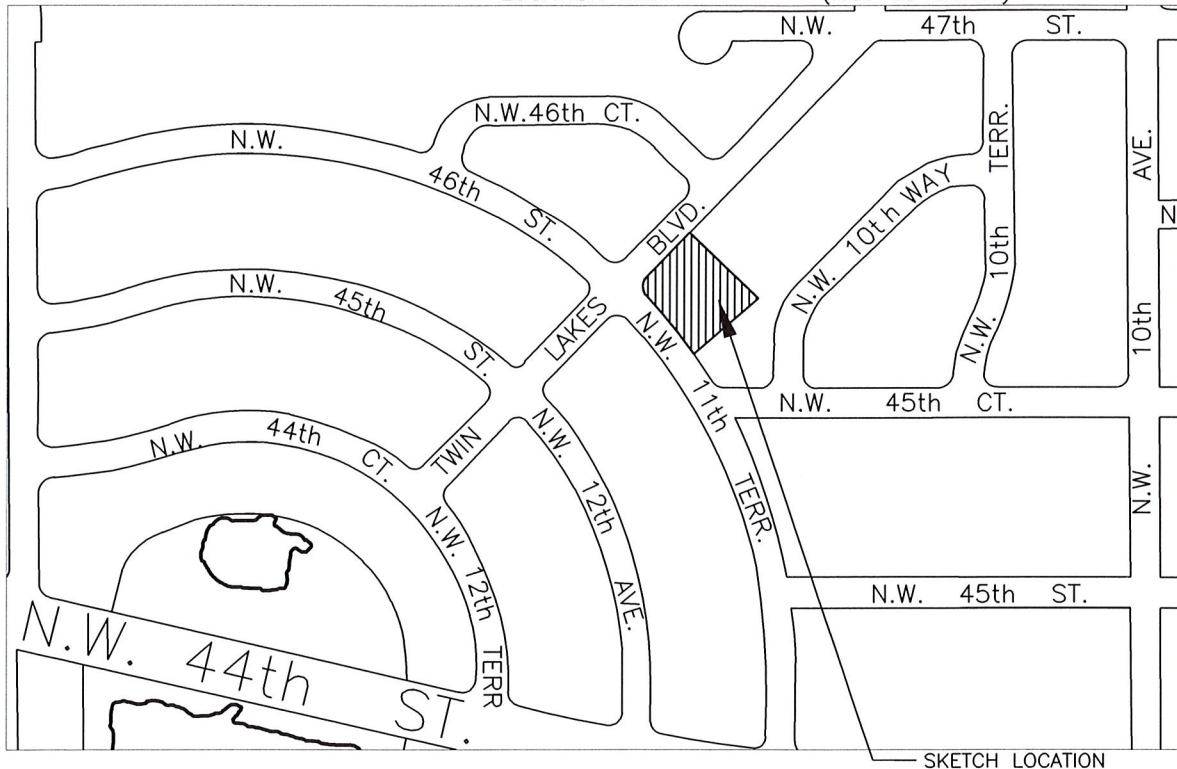 N.W. 47th ST.
N.W. 46th CT.
N.W. 46th ST.
TERR.
AVE.
N.W. 10th WAY
BLVD.
N
N.W. 10th
N.W. 45th ST.
LAKES
10th
N.W. 11th TERR.
N.W. 45th CT.
N.W. 44th CT.
TWIN
N.W. 12th AVE.
N.W.
N.W. 12th TERR
N.W. 45th ST.
N.W. 44th ST.
SKETCH LOCATION